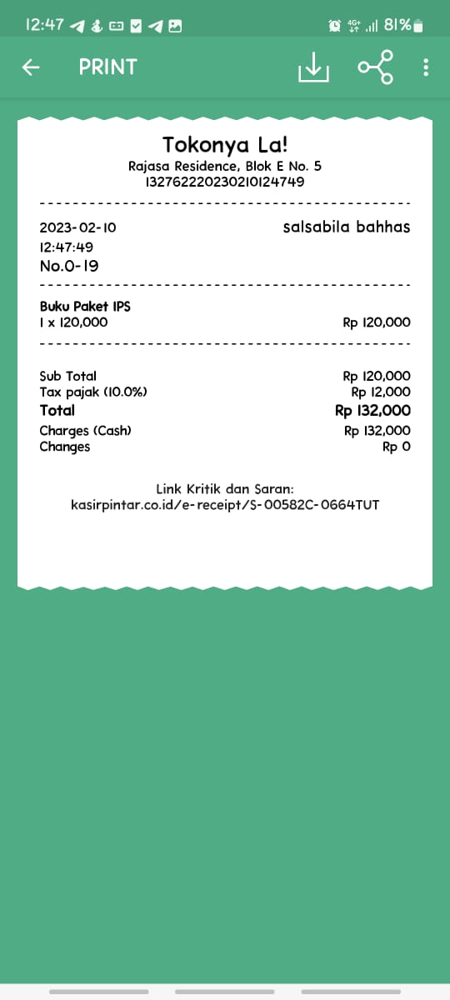 12:47
4G+
81%
PRINT
Tokonya La!
Rajasa Residence, Blok E No. 5
132762220230210124749
2023-02-10
salsabila bahhas
12:47:49
No.0-19
Buku Paket IPS
1 x 120,000 Rp 120,000
Sub Total Rp 120,000
Tax pajak (10.0%) Rp 12,000
Total Rp 132,000
Charges (Cash) Rp 132,000
Changes Rp 0
Link Kritik dan Saran:
kasirpintar.co.id/e-receipt/S-00582C-0664TUT